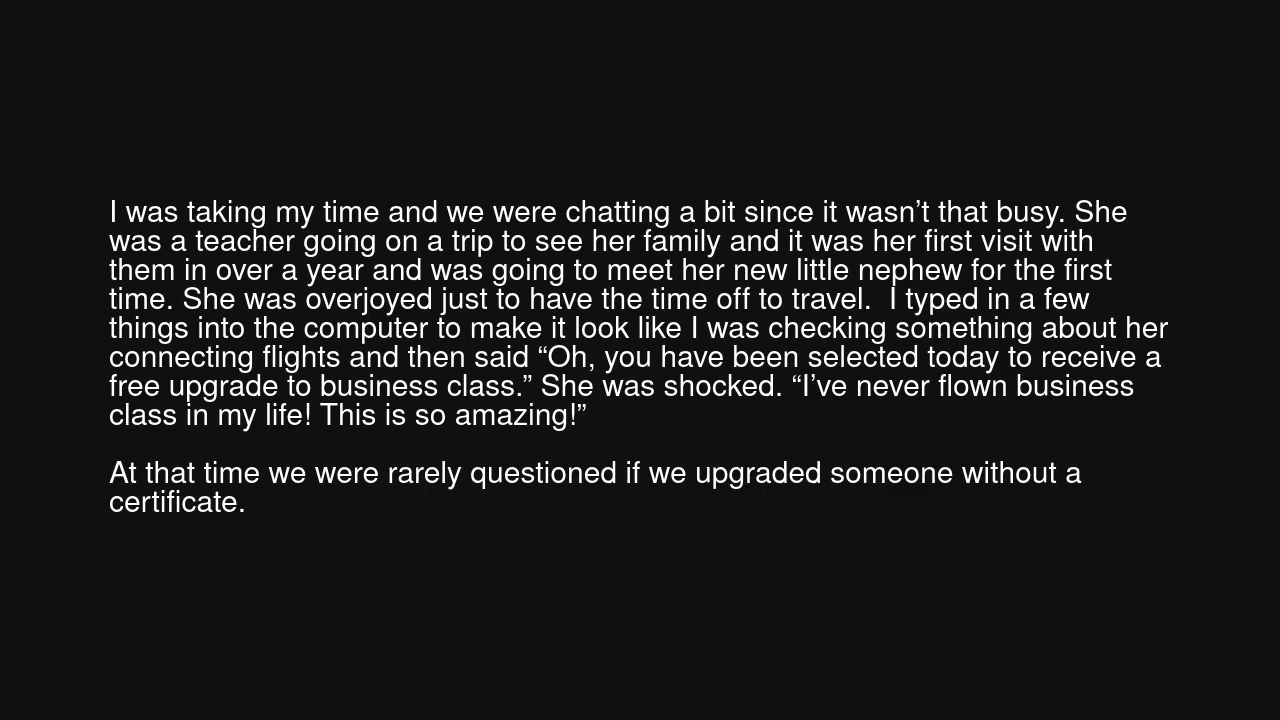 I was taking my time and we were chatting a bit since it wasn’t that busy. She
was a teacher going on a trip to see her family and it was her first visit with
them in over a year and was going to meet her new little nephew for the first
time. She was overjoyed just to have the time off to travel.  I typed in a few
things into the computer to make it look like I was checking something about her
connecting flights and then said “Oh, you have been selected today to receive a
free upgrade to business class.” She was shocked. “I’ve never flown business
class in my life! This is so amazing!”
At that time we were rarely questioned if we upgraded someone without a
certificate.